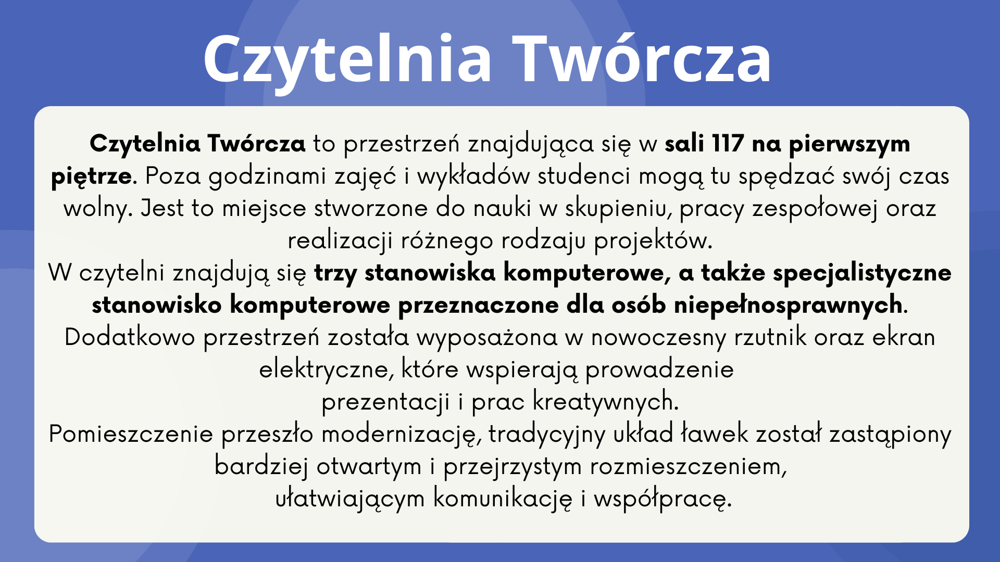 Czytelnia Twórcza
Czytelnia Twórcza to przestrzeń znajdująca się w sali 117 na pierwszym
piętrze. Poza godzinami zajęć i wykładów studenci mogą tu spędzać swój czas
wolny. Jest to miejsce stworzone do nauki w skupieniu, pracy zespołowej oraz
realizacji różnego rodzaju projektów.
W czytelni znajdują się trzy stanowiska komputerowe, a także specjalistyczne
stanowisko komputerowe przeznaczone dla osób niepełnosprawnych.
Dodatkowo przestrzeń została wyposażona w nowoczesny rzutnik oraz ekran
elektryczne, które wspierają prowadzenie
prezentacji i prac kreatywnych.
Pomieszczenie przeszło modernizację, tradycyjny układ ławek został zastąpiony
bardziej otwartym i przejrzystym rozmieszczeniem,
ułatwiającym komunikację i współpracę.